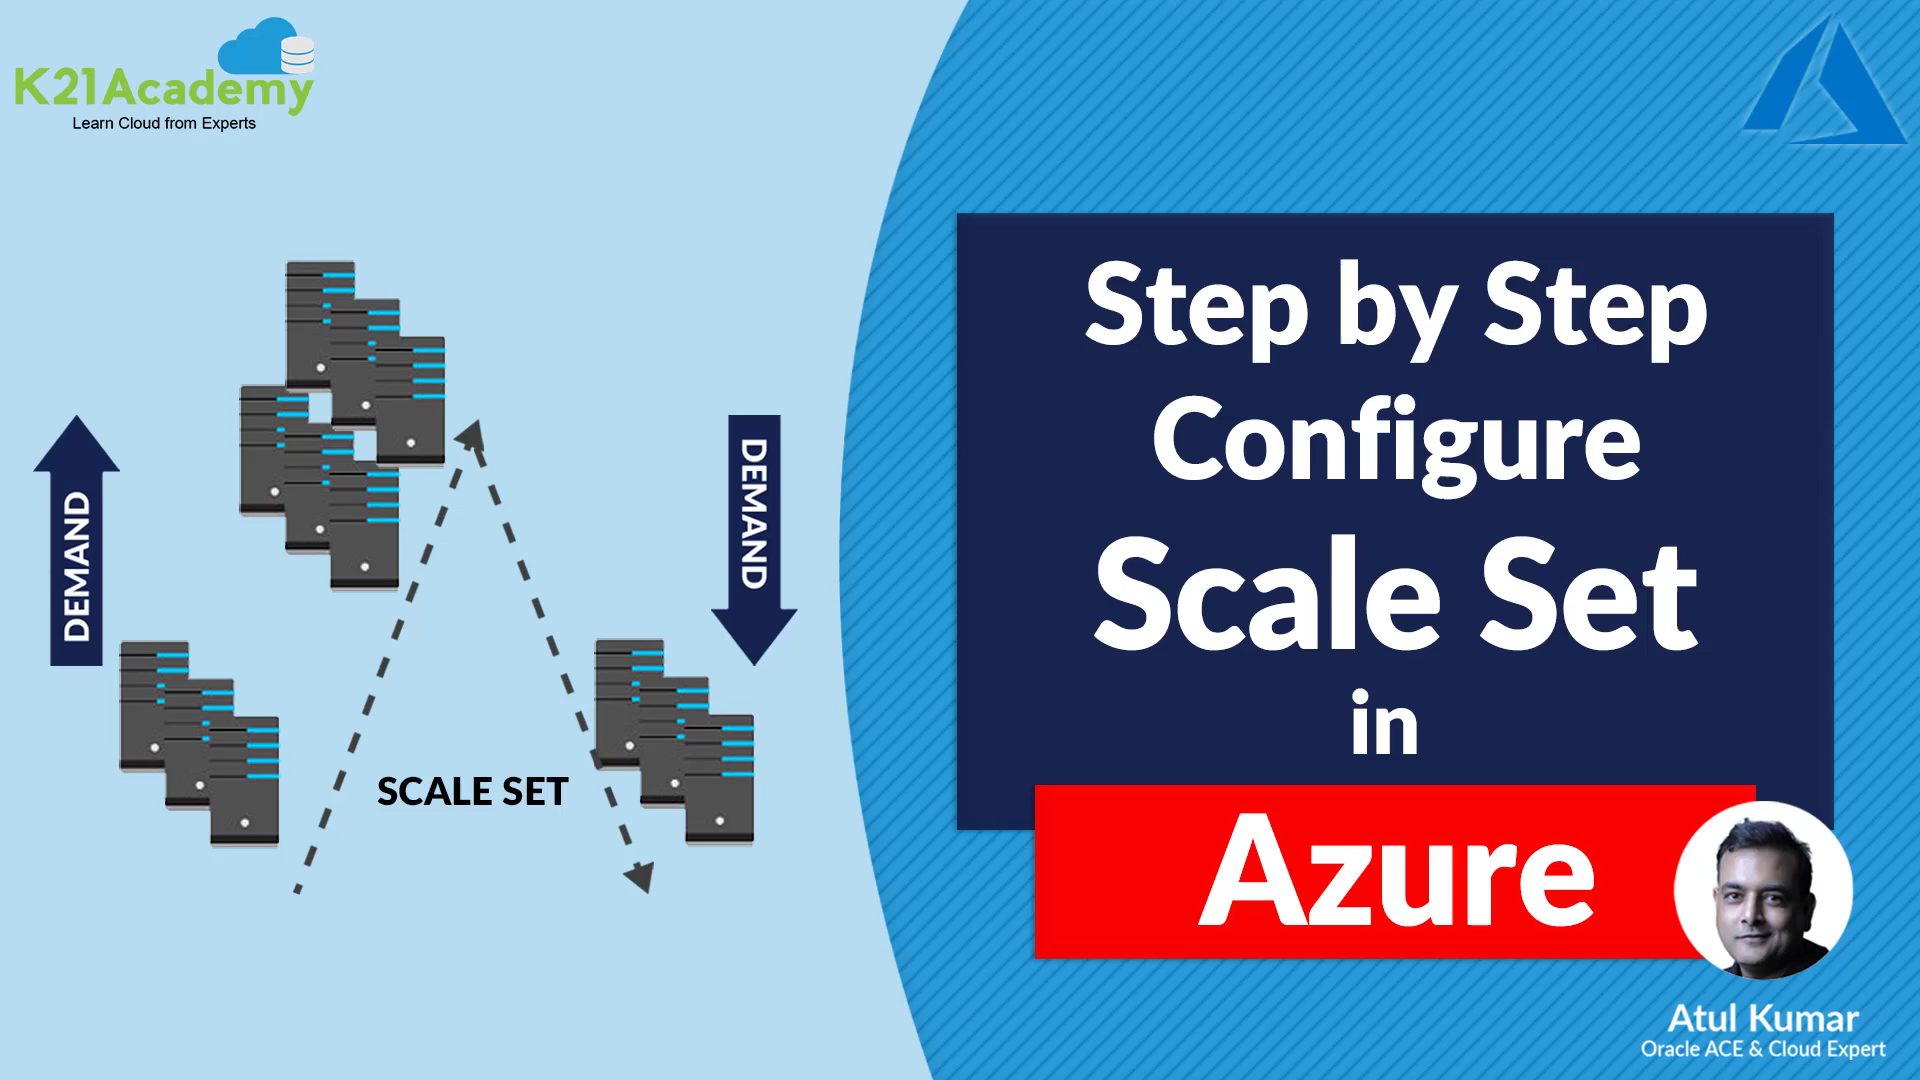 K21Academy
Learn Cloud from Experts
DEMAND
DEMAND
SCALE SET
Step by Step
Configure
Scale Set
in
Azure
Atul Kumar
Oracle ACE & Cloud Expert